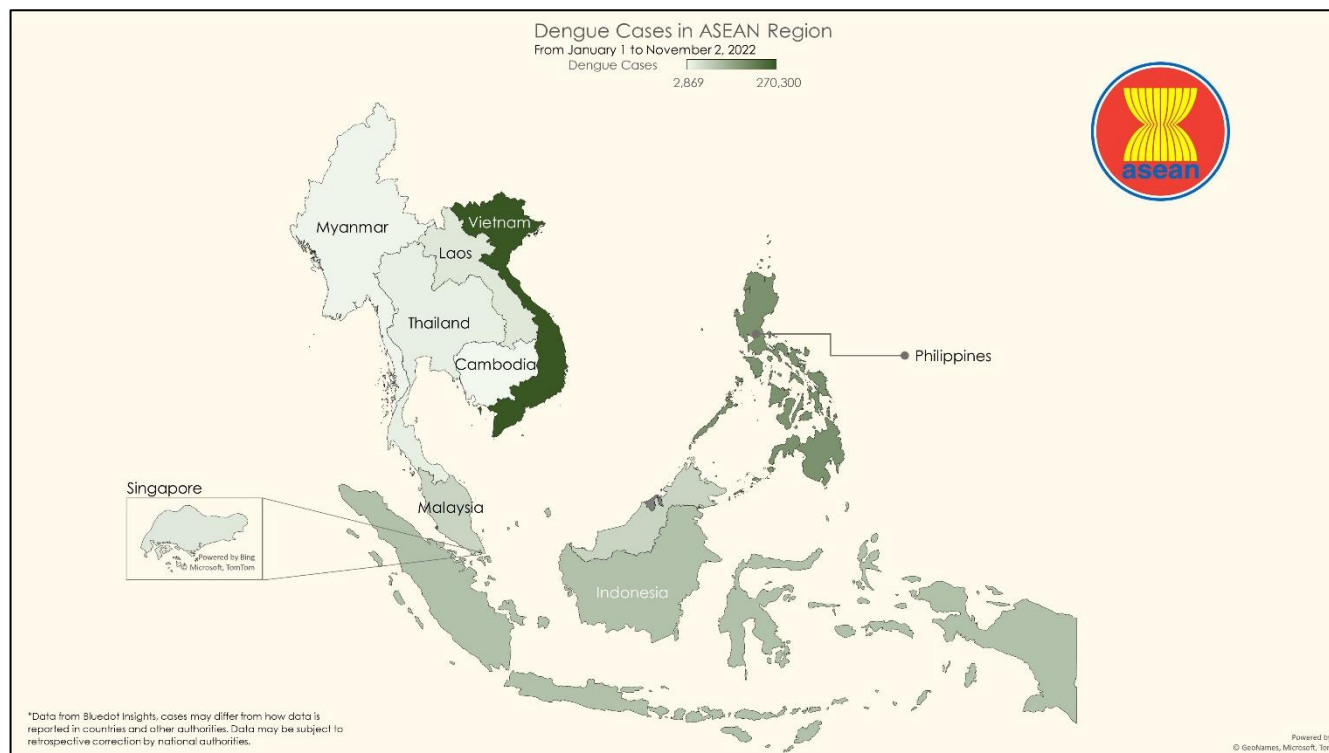 Dengue Cases in ASEAN Region
From January 1 to November 2, 2022
Dengue Cases
2,869 270,300
asean
Myanmar
Vietnam
Laos
Thailand
Cambodia
Philippines
Singapore
Powered by Bing
© Microsoft, TomTom
Malaysia
Indonesia
*Data from Bluedot Insights, cases may differ from how data is
reported in countries and other authorities. Data may be subject to
retrospective correction by national authorities.
Powered by
© GeoNames, Microsoft, Tom